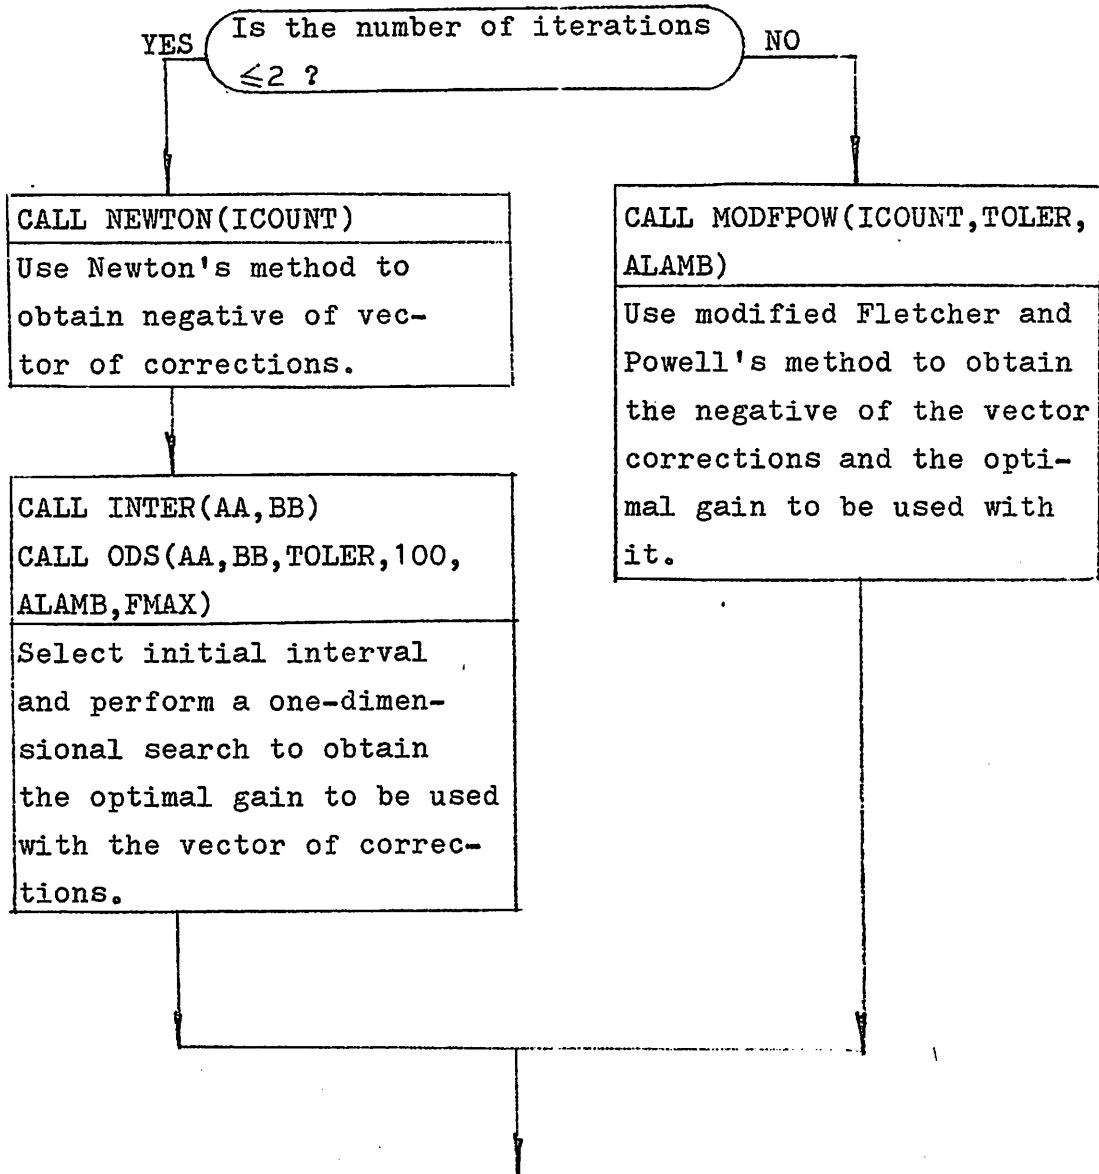 Is the number of iterations
YES
NO
≤2 ?
CALL NEWTON(ICOUNT)
Use Newton's method to
obtain negative of vec-
tor of corrections.
CALL INTER(AA,BB)
CALL ODS(AA,BB,TOLER,100,
ALAMB,FMAX)
Select initial interval
and perform a one-dimen-
sional search to obtain
the optimal gain to be used
with the vector of correc-
tions.
CALL MODFPOW(ICOUNT,TOLER,
ALAMB)
Use modified Fletcher and
Powell's method to obtain
the negative of the vector
corrections and the opti-
mal gain to be used with
it.